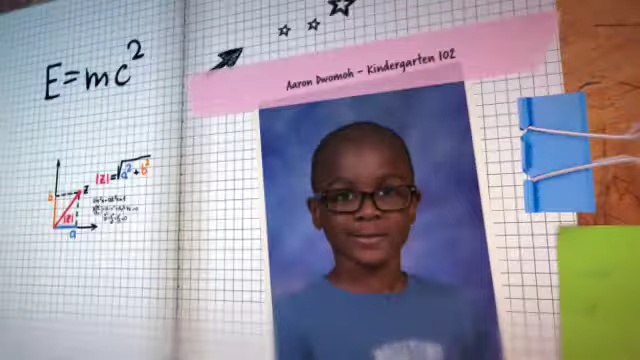 E=mc²
Aaron Dwomoh - Kindergarten 102
|z|=√a²+b²
b
z
|z|
a